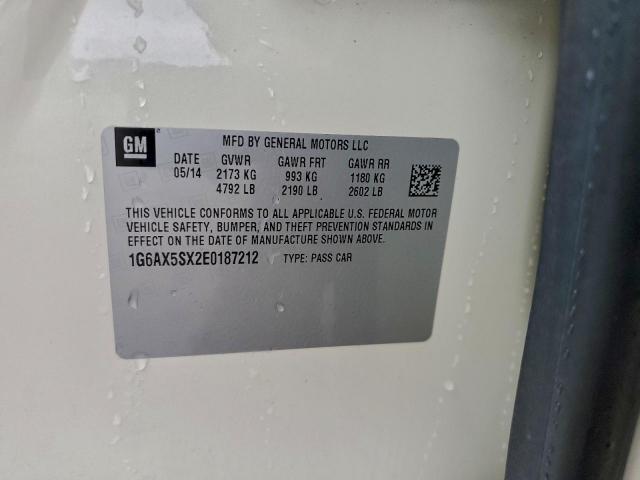 GM
MFD BY GENERAL MOTORS LLC
DATE GVWR GAWR FRT GAWR RR
05/14 2173 KG 993 KG 1180 KG
4792 LB 2190 LB 2602 LB
THIS VEHICLE CONFORMS TO ALL APPLICABLE U.S. FEDERAL MOTOR
VEHICLE SAFETY, BUMPER, AND THEFT PREVENTION STANDARDS IN
EFFECT ON THE DATE OF MANUFACTURE SHOWN ABOVE.
1G6AX5SX2E0187212 TYPE: PASS CAR